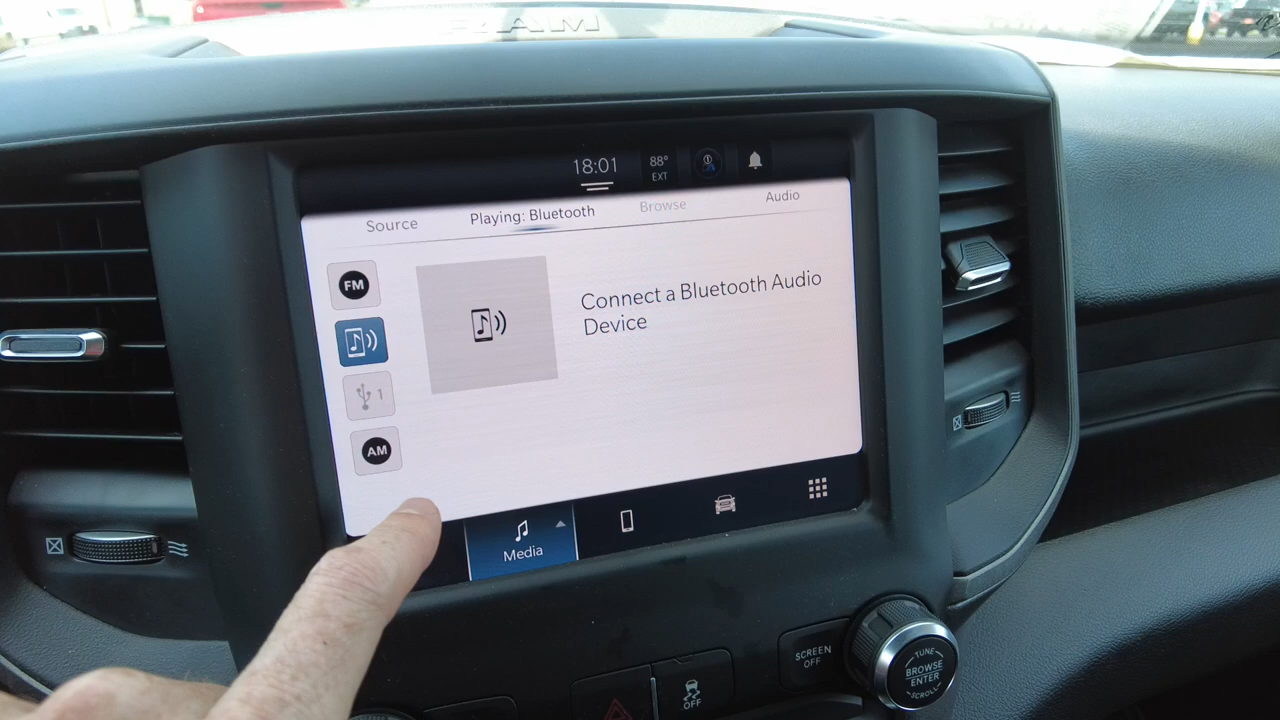 RAM
18:01
88°
EXT
Source
Playing: Bluetooth
Browse
Audio
FM
Connect a Bluetooth Audio
Device
1
AM
Media
SCREEN
OFF
TUNE
BROWSE
ENTER
SCROLL
OFF